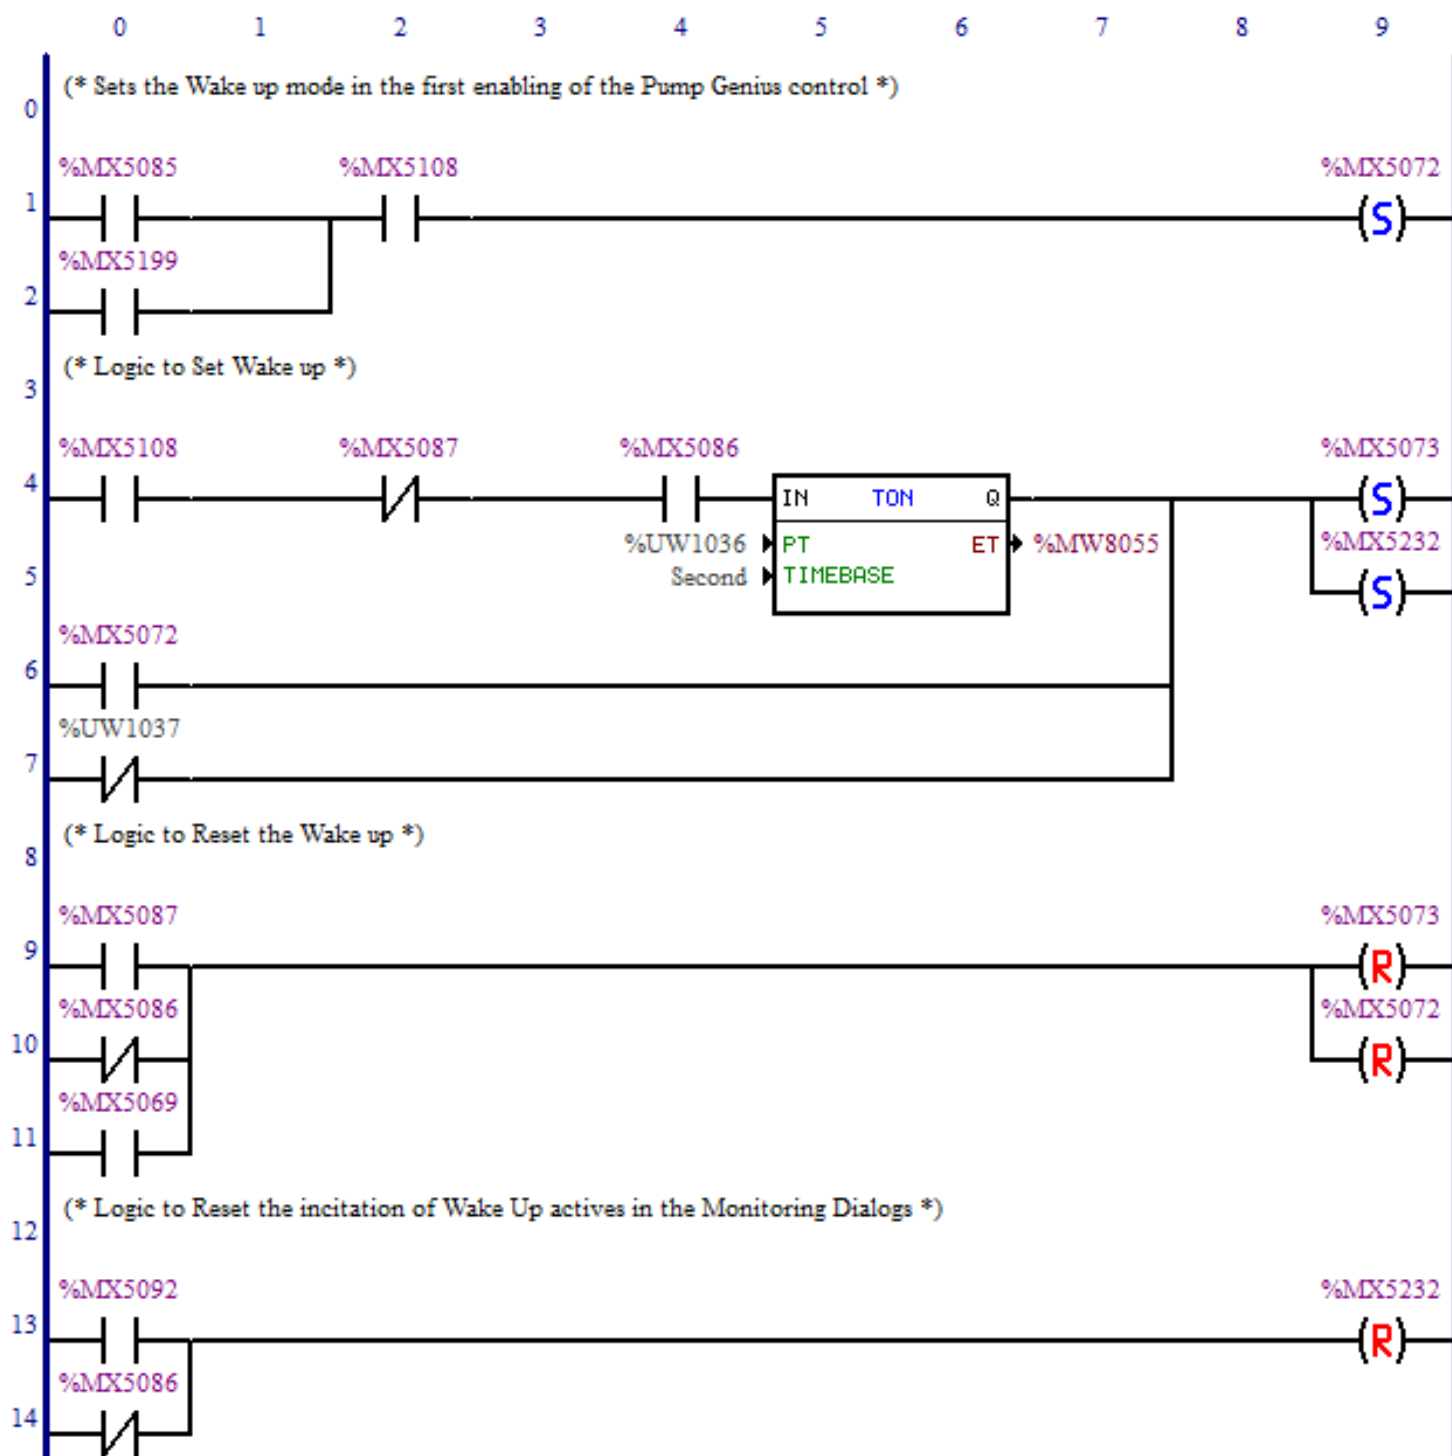 0 1 2 3 4 5 6 7 8 9
(* Sets the Wake up mode in the first enabling of the Pump Genius control *)
0
%MX5085 %MX5108 %MX5072
1 (S)
%MX5199
2
(* Logic to Set Wake up *)
3
%MX5108 %MX5087 %MX5086 %MX5073
4 IN TON Q (S)
%UW1036 PT ET %MW8055 %MX5232
5 Second TIMEBASE (S)
%MX5072
6
%UW1037
7
(* Logic to Reset the Wake up *)
8
%MX5087 %MX5073
9 (R)
%MX5086 %MX5072
10 (R)
%MX5069
11
(* Logic to Reset the incitation of Wake Up actives in the Monitoring Dialogs *)
12
%MX5092 %MX5232
13 (R)
%MX5086
14